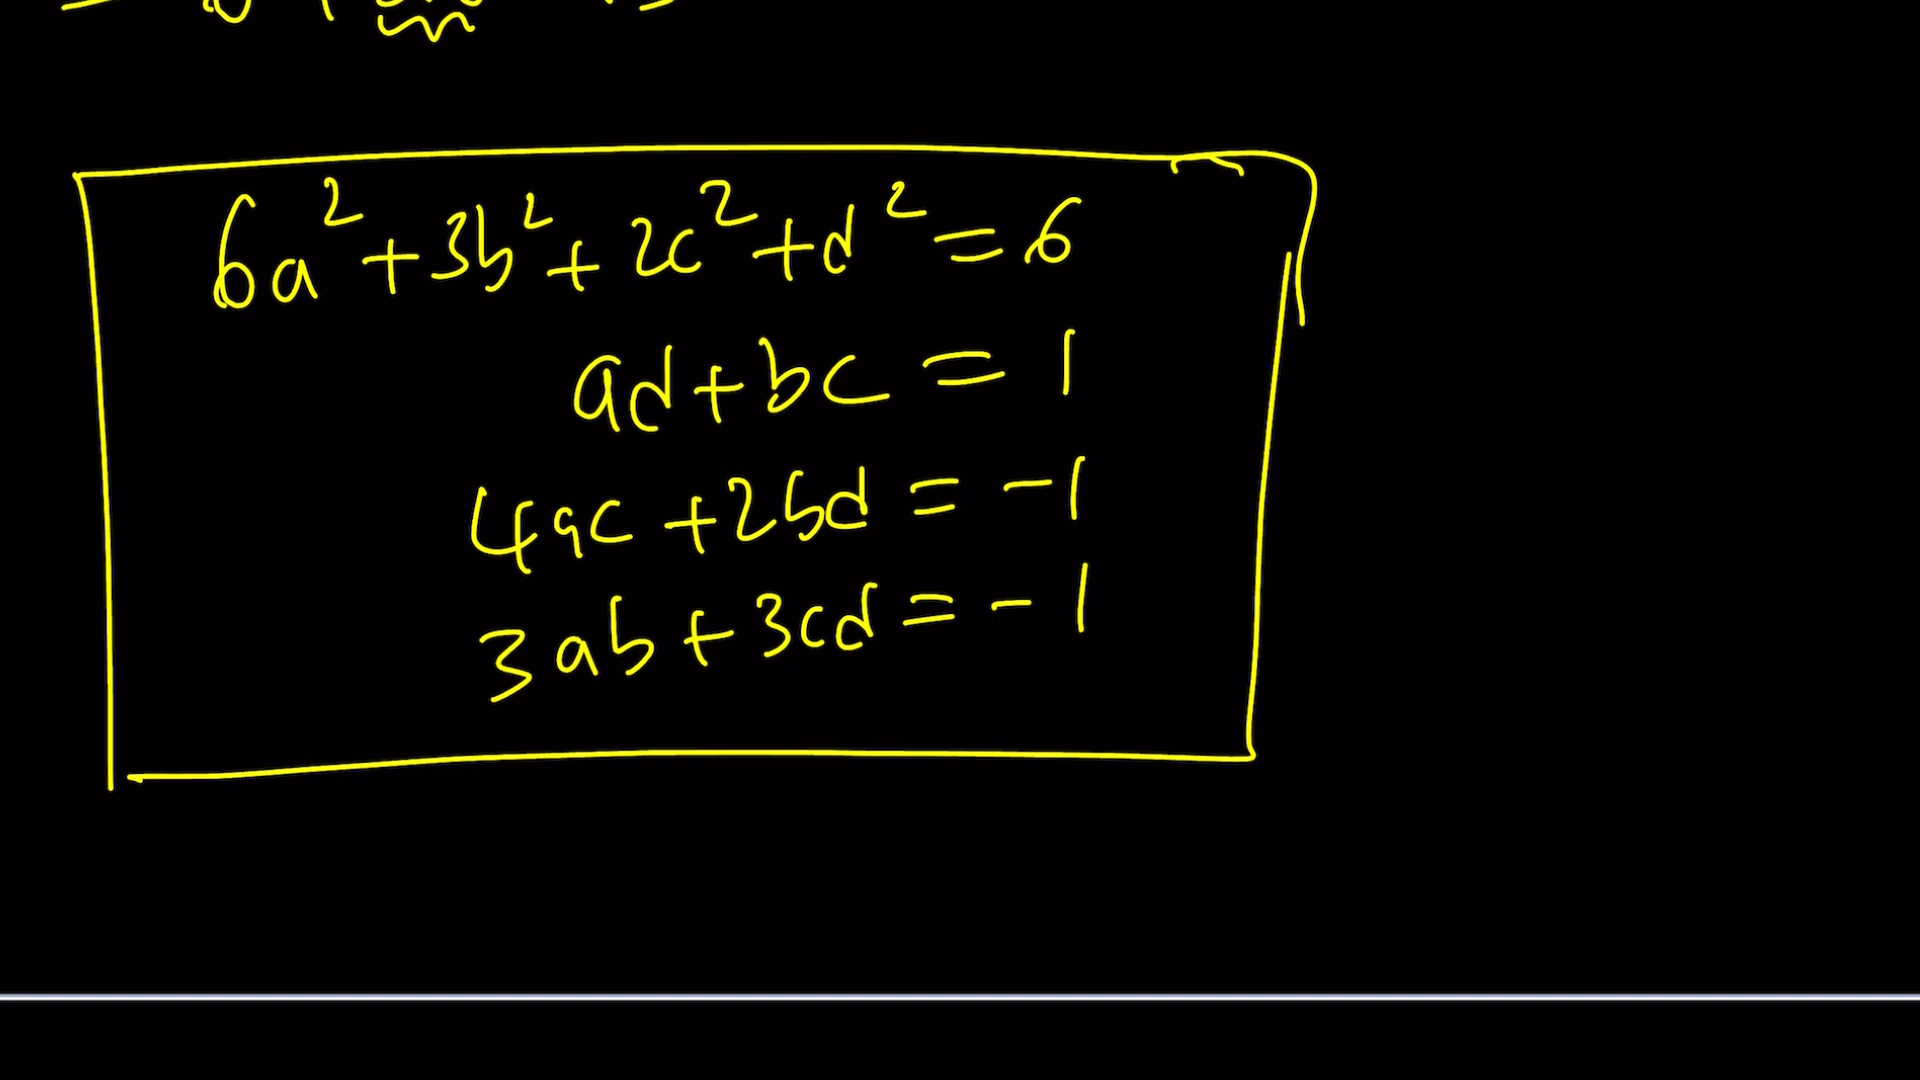 6a²+3b²+2c²+d²=6
ad+bc=1
4ac+2bd=-1
3ab+3cd=-1